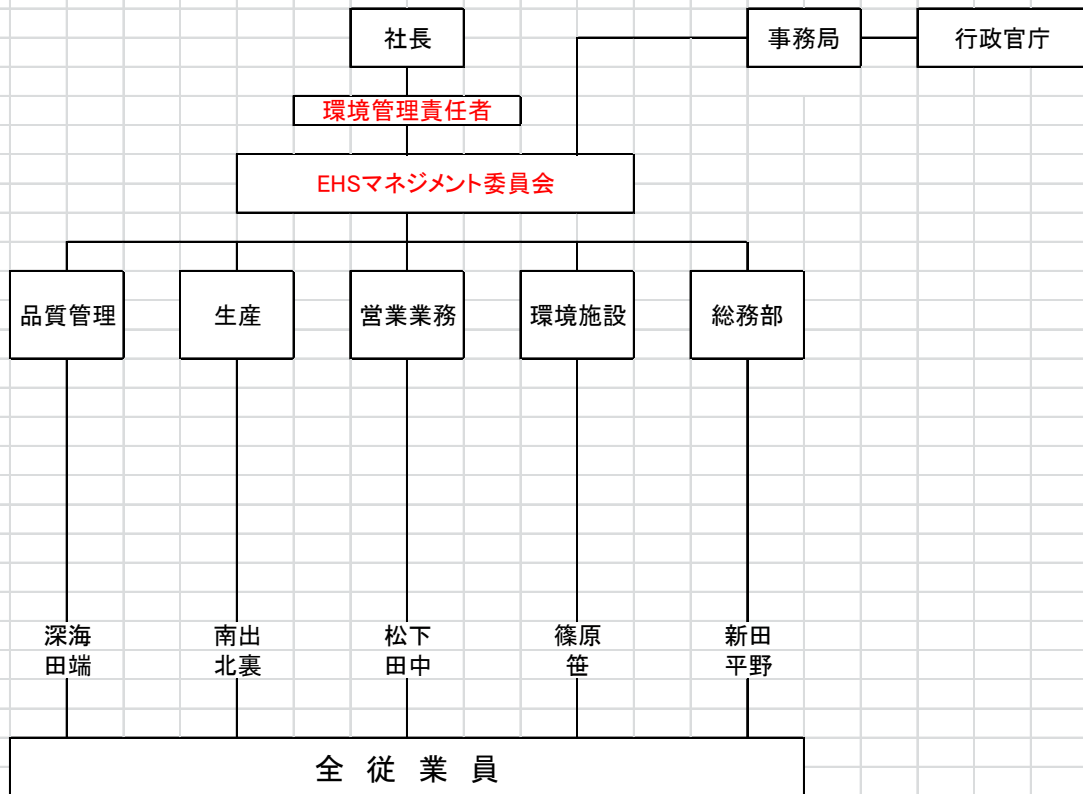 社長
事務局
行政官庁
環境管理責任者
EHSマネジメント委員会
品質管理
生産
営業業務
環境施設
総務部
深海
田端
南出
北裏
松下
田中
篠原
笹
新田
平野
全従業員